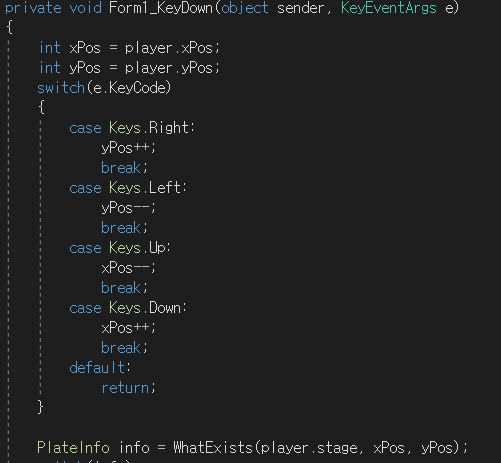 private void Form1_KeyDown(object sender, KeyEventArgs e)
{
    int xPos = player.xPos;
    int yPos = player.yPos;
    switch(e.KeyCode)
    {
        case Keys.Right:
            yPos++;
            break;
        case Keys.Left:
            yPos--;
            break;
        case Keys.Up:
            xPos--;
            break;
        case Keys.Down:
            xPos++;
            break;
        default:
            return;
    }

    PlateInfo info = WhatExists(player.stage, xPos, yPos);